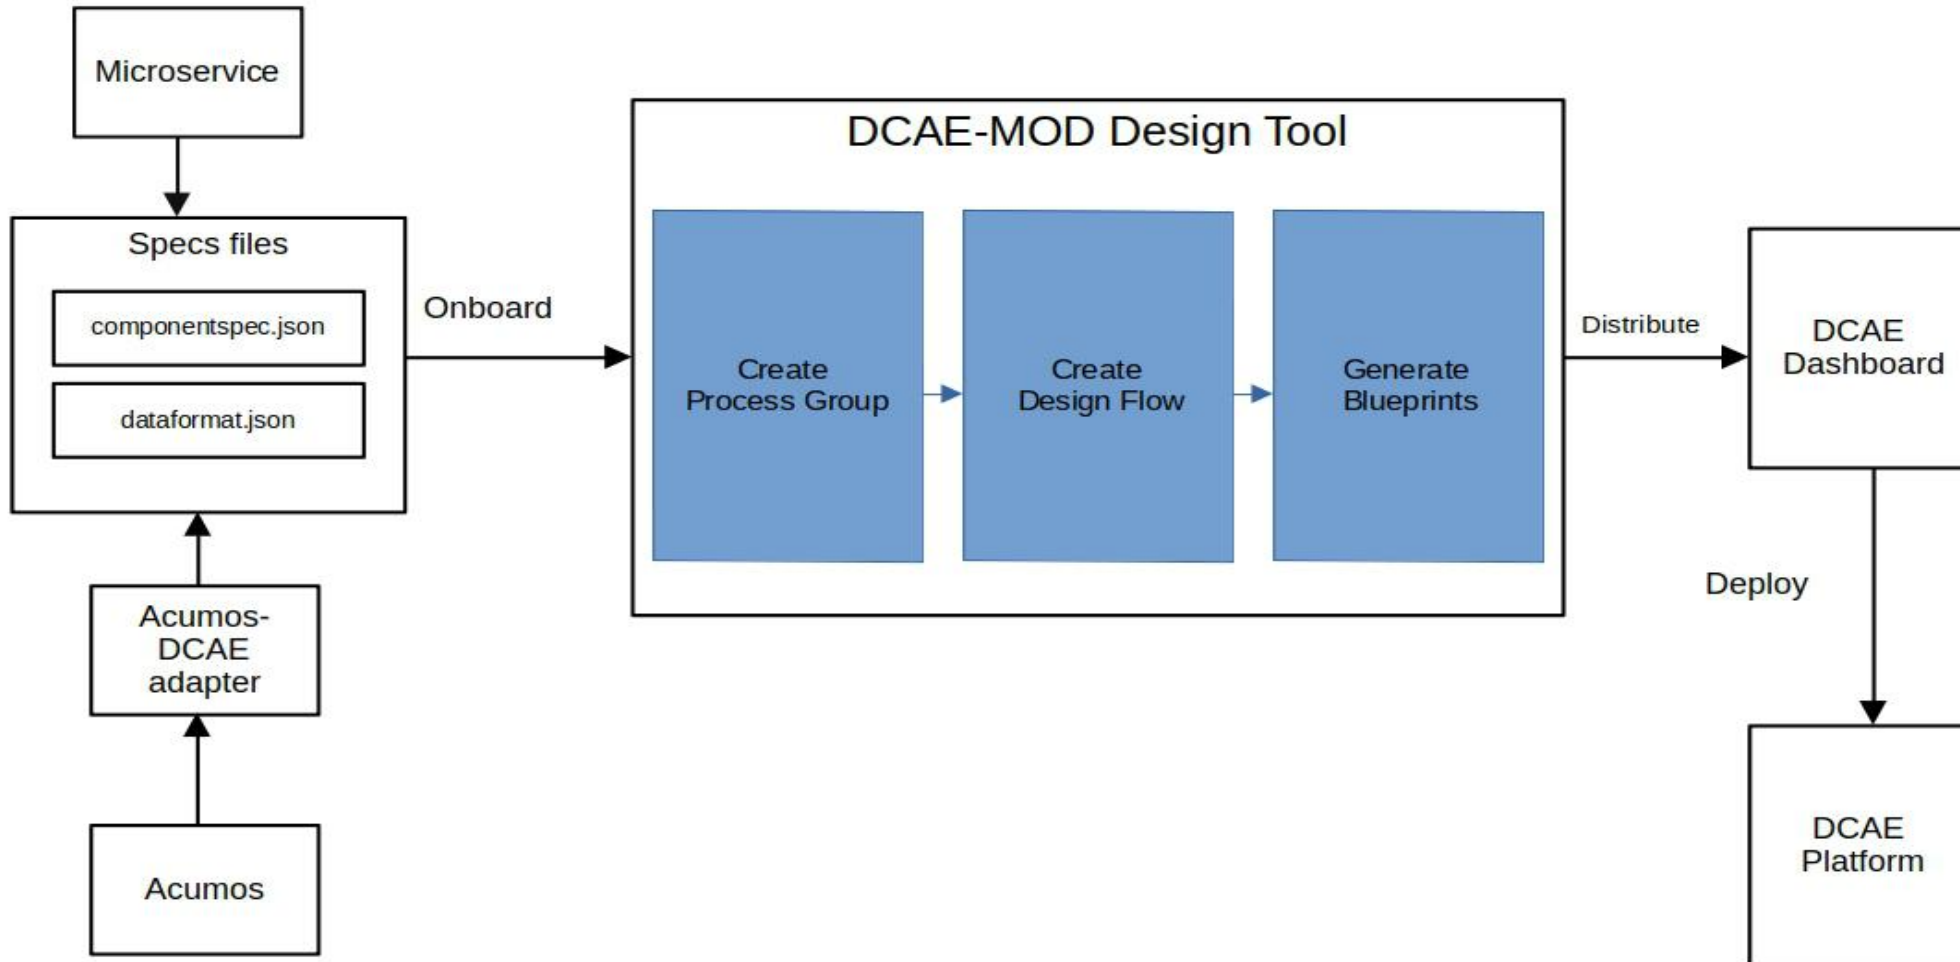 Microservice
Specs files
componentspec.json
dataformat.json
Acumos-
DCAE
adapter
Acumos
Onboard
DCAE-MOD Design Tool
Create
Process Group
Create
Design Flow
Generate
Blueprints
Distribute
DCAE
Dashboard
Deploy
DCAE
Platform